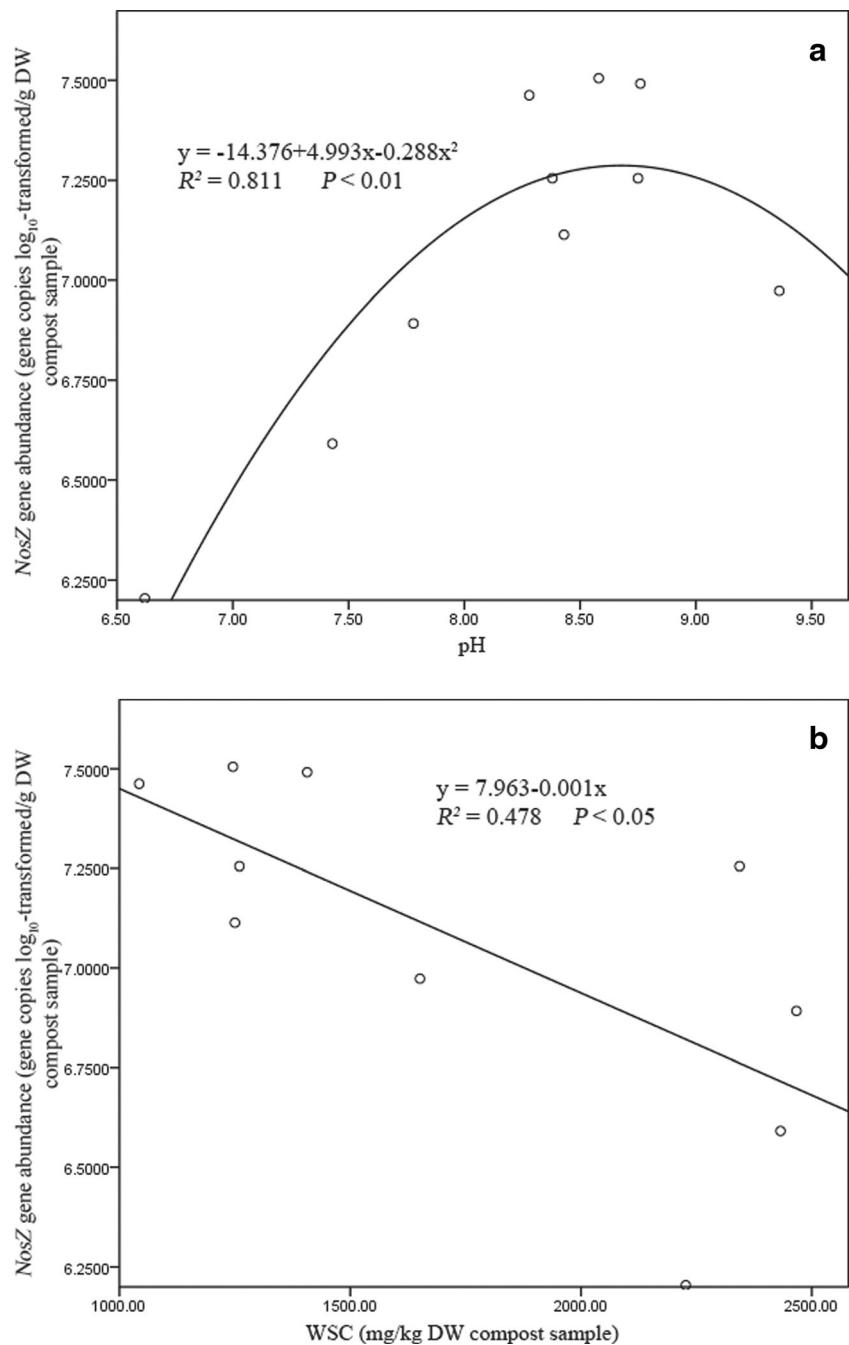 a
NosZ gene abundance (gene copies log₁₀-transformed/g DW
compost sample)
7.5000
7.2500
7.0000
6.7500
6.5000
6.2500
y = -14.376+4.993x-0.288x²
R² = 0.811 P < 0.01
6.50 7.00 7.50 8.00 8.50 9.00 9.50
pH
b
NosZ gene abundance (gene copies log₁₀-transformed/g DW
compost sample)
7.5000
7.2500
7.0000
6.7500
6.5000
6.2500
y = 7.963-0.001x
R² = 0.478 P < 0.05
1000.00 1500.00 2000.00 2500.00
WSC (mg/kg DW compost sample)